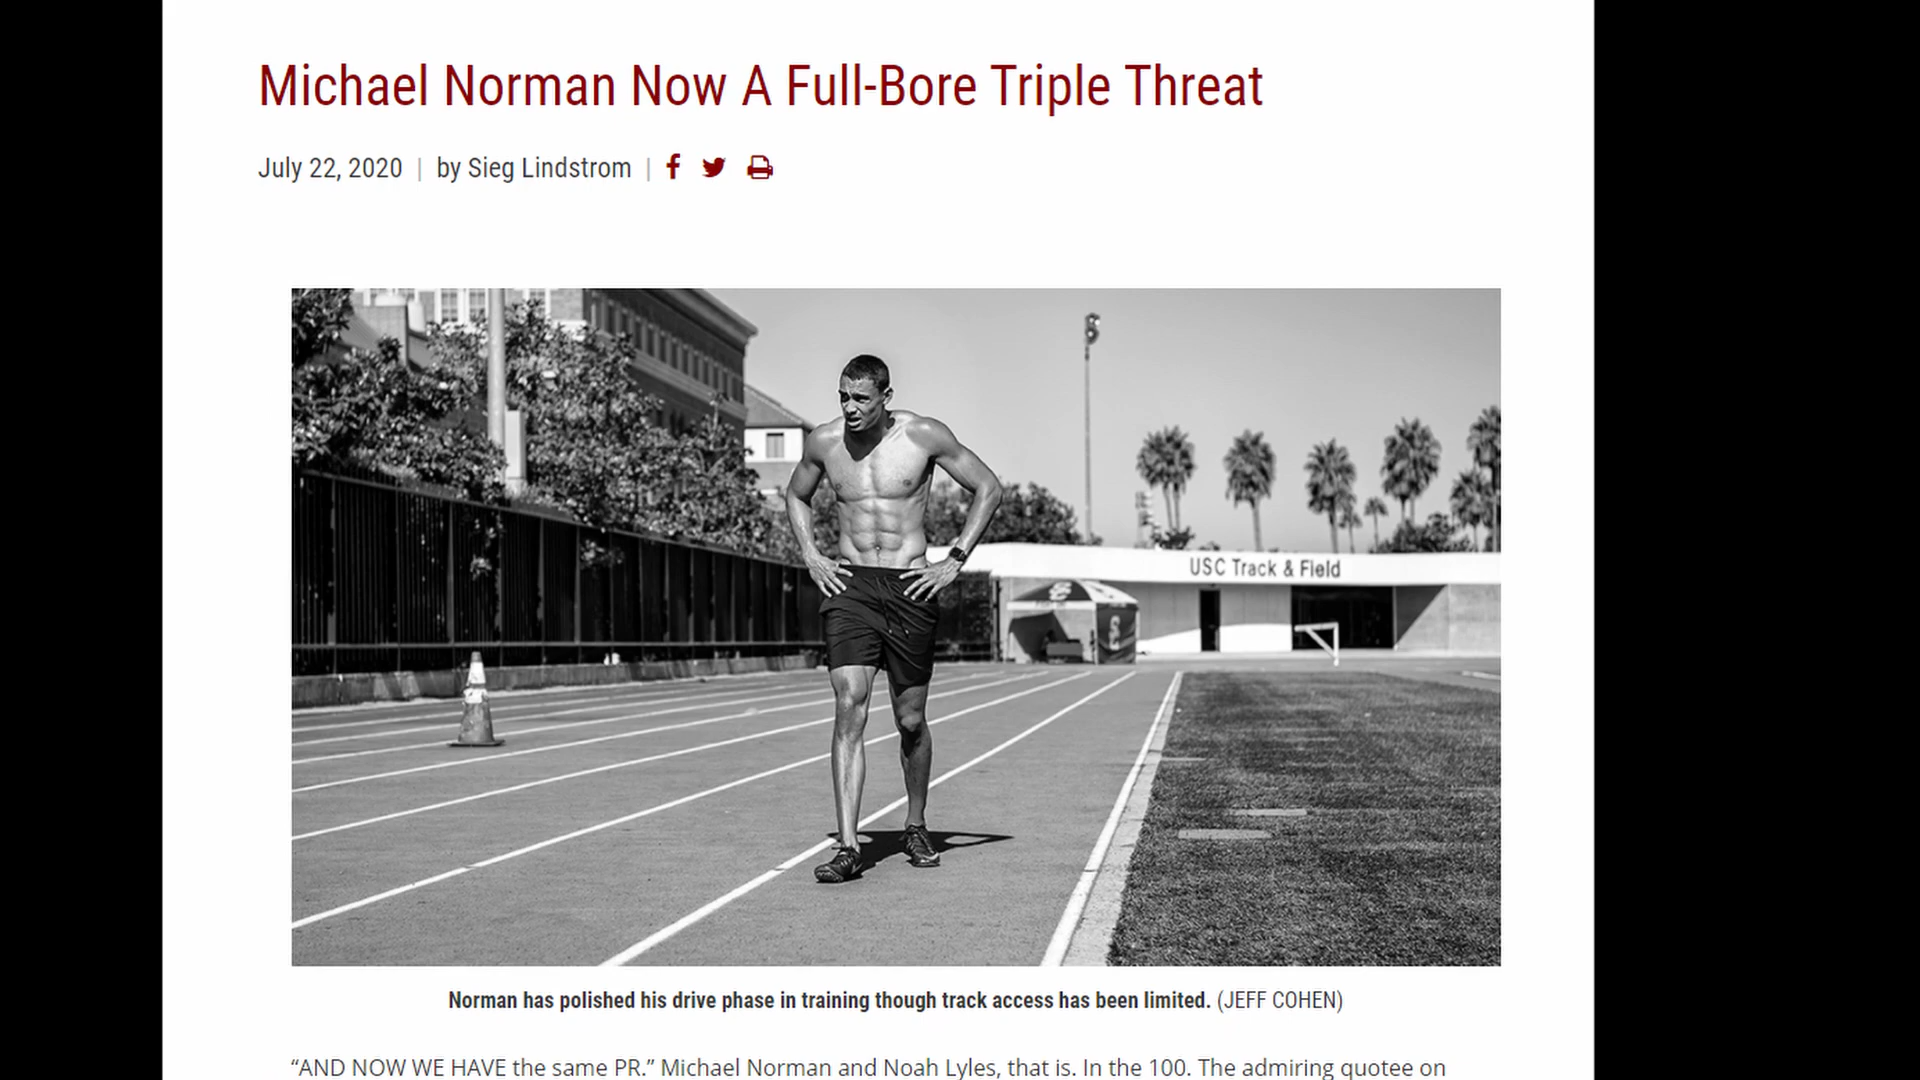 Michael Norman Now A Full-Bore Triple Threat
July 22, 2020 | by Sieg Lindstrom |
USC Track & Field
Norman has polished his drive phase in training though track access has been limited. (JEFF COHEN)
“AND NOW WE HAVE the same PR.” Michael Norman and Noah Lyles, that is. In the 100. The admiring quotee on